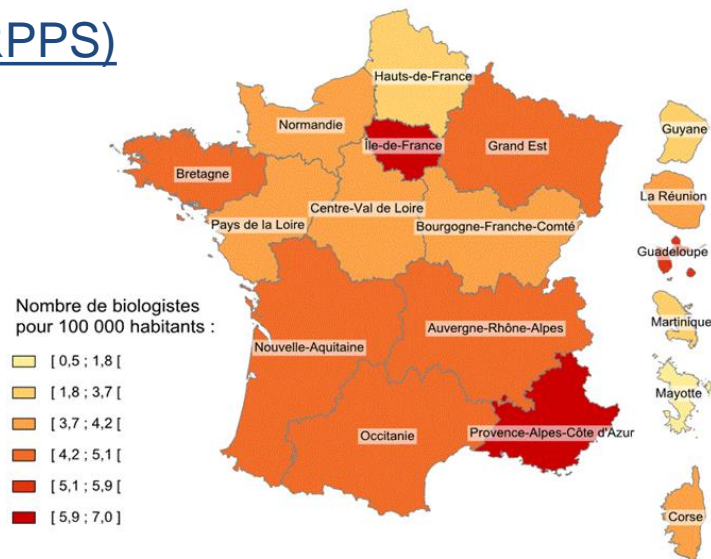 RPPS)
Hauts-de-France
Normandie
Île-de-France
Grand Est
Bretagne
Centre-Val de Loire
Pays de la Loire
Bourgogne-Franche-Comté
Auvergne-Rhône-Alpes
Nouvelle-Aquitaine
Occitanie
Provence-Alpes-Côte d'Azur
Guyane
La Réunion
Guadeloupe
Martinique
Mayotte
Corse
Nombre de biologistes
pour 100 000 habitants :
[ 0,5 ; 1,8 [
[ 1,8 ; 3,7 [
[ 3,7 ; 4,2 [
[ 4,2 ; 5,1 [
[ 5,1 ; 5,9 [
[ 5,9 ; 7,0 ]